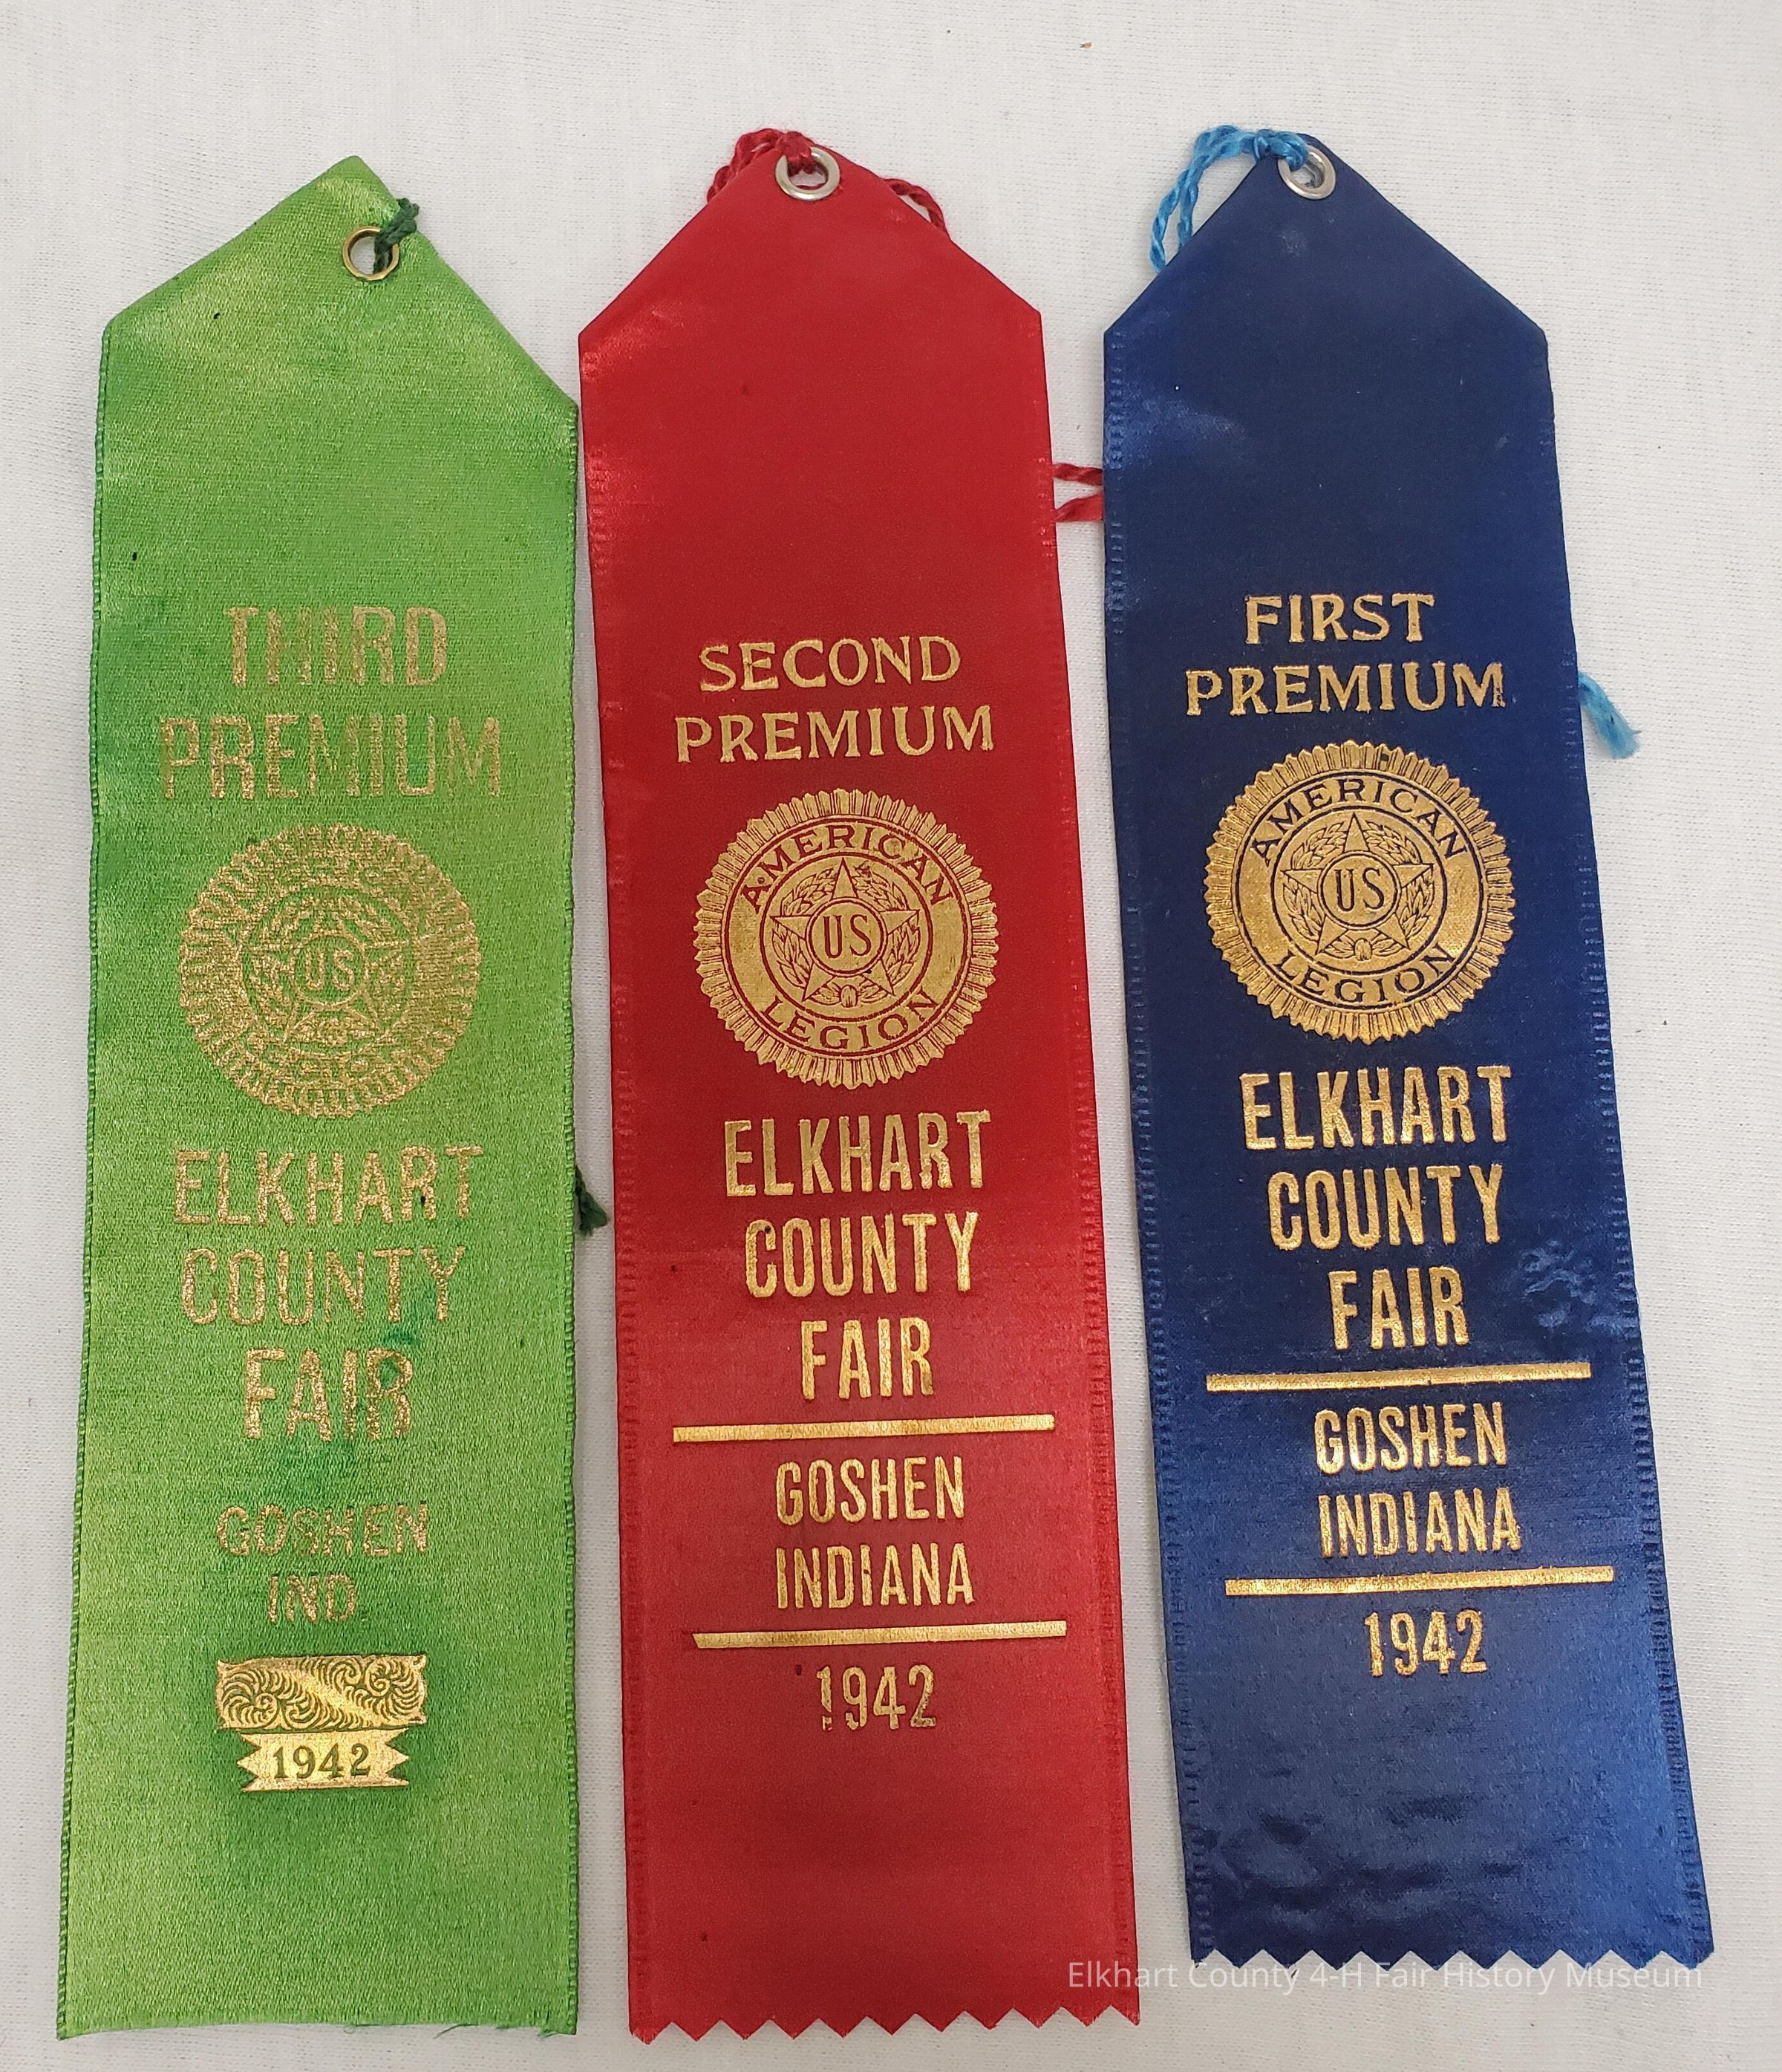 THIRD
PREMIUM
US
ELKHART
COUNTY
FAIR
GOSHEN
IND
1942
SECOND
PREMIUM
AMERICAN
US
LEGION
ELKHART
COUNTY
FAIR
GOSHEN
INDIANA
1942
FIRST
PREMIUM
AMERICAN
US
LEGION
ELKHART
COUNTY
FAIR
GOSHEN
INDIANA
1942
Elkhart County 4-H Fair History Museum